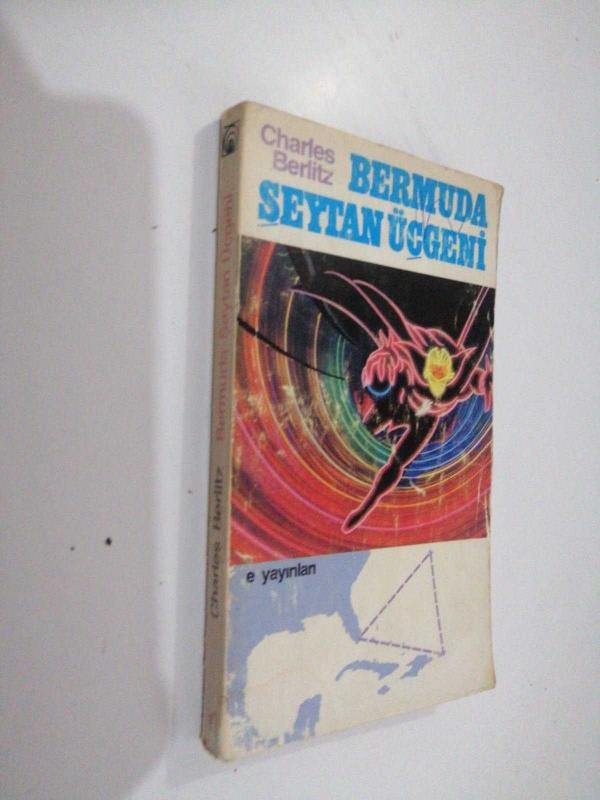 Charles
Berlitz
BERMUDA
ŞEYTAN ÜÇGENİ
e yayınları
Charles Berlitz Bermuda Şeytan Üçgeni